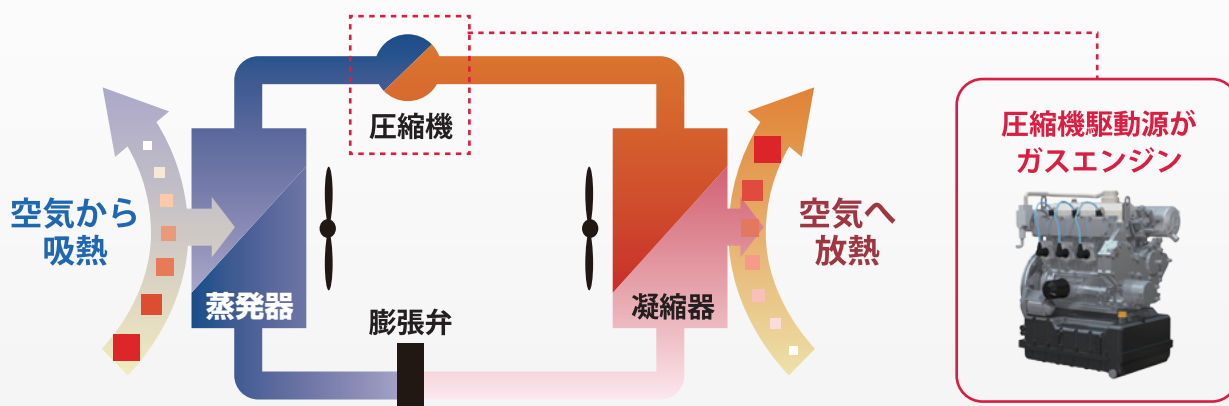 圧縮機
圧縮機駆動源が
ガスエンジン
空気から
吸熱
空気へ
放熱
蒸発器
膨張弁
凝縮器